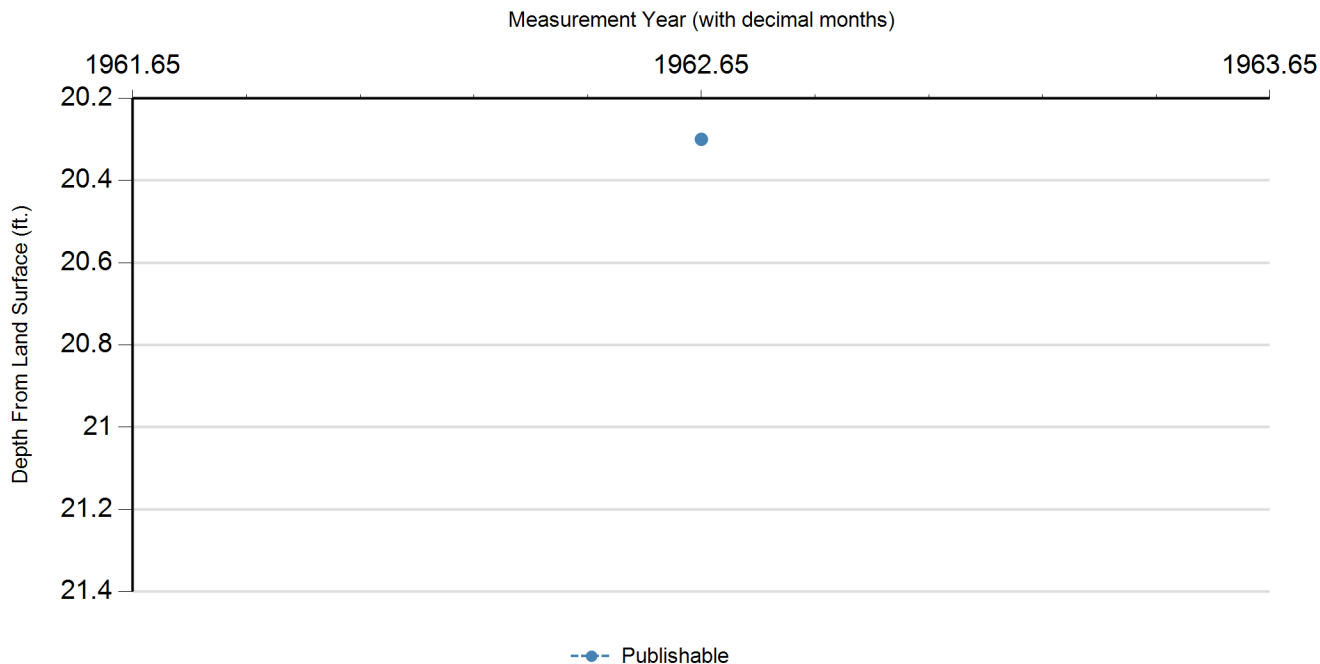 Measurement Year (with decimal months)
1961.65 1962.65 1963.65
20.2
20.4
20.6
20.8
21
21.2
21.4
Depth From Land Surface (ft.)
Publishable